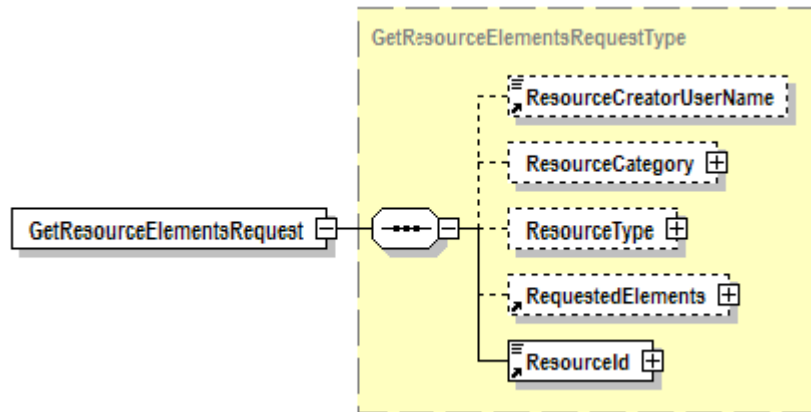 GetResourceElementsRequestType
ResourceCreatorUserName
ResourceCategory
GetResourceElementsRequest
ResourceType
RequestedElements
ResourceId